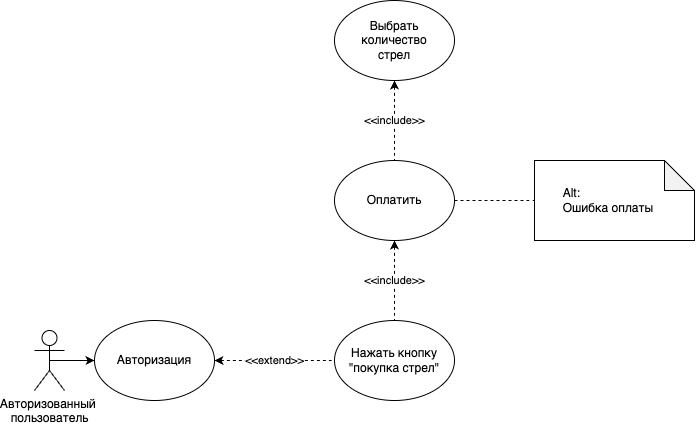 Выбрать
количество
стрел
<<include>>
Оплатить
Alt:
Ошибка оплаты
<<include>>
Авторизация
<<extend>>
Нажать кнопку
"покупка стрел"
Авторизованный
пользователь